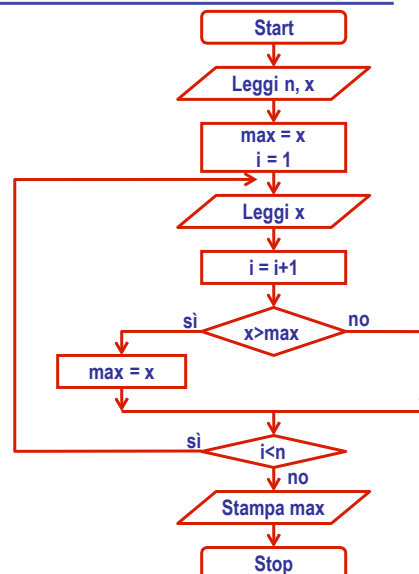 Start
Leggi n, x
max = x
i = 1
Leggi x
i = i+1
sì
x>max
no
max = x
sì
i<n
no
Stampa max
Stop